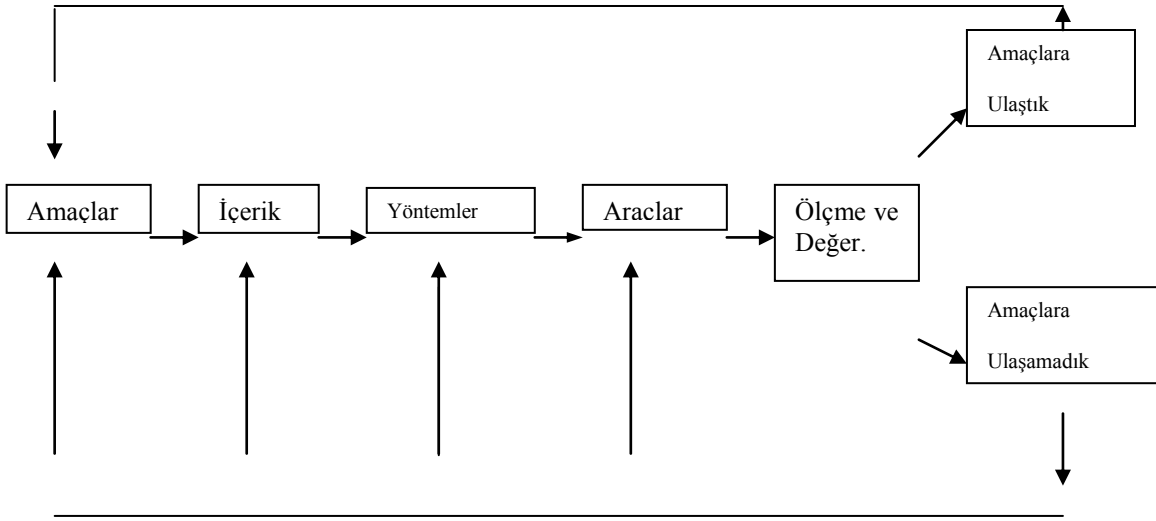 Amaçlara
Ulaştık
Amaçlar
İçerik
Yöntemler
Araclar
Ölçme ve
Değer.
Amaçlara
Ulaşamadık